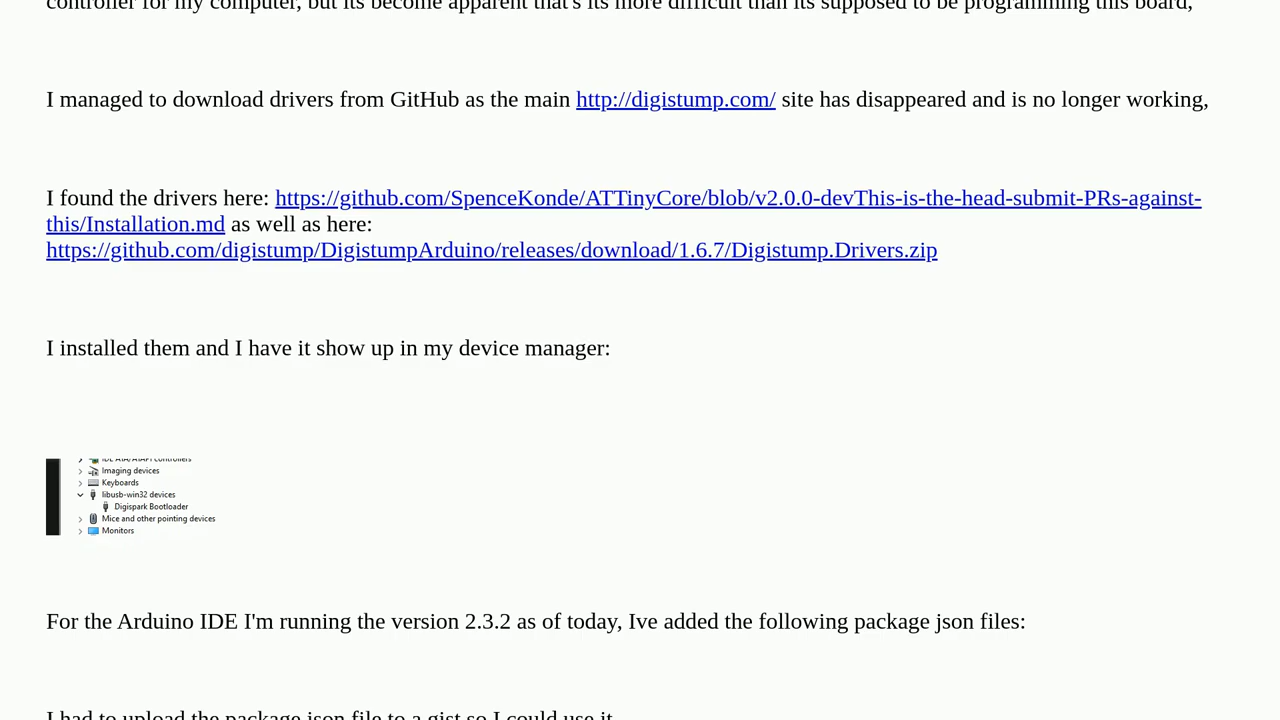 controller for my computer, but its become apparent that's its more difficult than its supposed to be programming this board,
I managed to download drivers from GitHub as the main http://digistump.com/ site has disappeared and is no longer working,
I found the drivers here: https://github.com/SpenceKonde/ATTinyCore/blob/v2.0.0-devThis-is-the-head-submit-PRs-against-
this/Installation.md as well as here:
https://github.com/digistump/DigistumpArduino/releases/download/1.6.7/Digistump.Drivers.zip
I installed them and I have it show up in my device manager:
IDE ATA/ATAPI controllers
Imaging devices
Keyboards
libusb-win32 devices
Digispark Bootloader
Mice and other pointing devices
Monitors
For the Arduino IDE I'm running the version 2.3.2 as of today, Ive added the following package json files:
I had to upload the package json file to a gist so I could use it